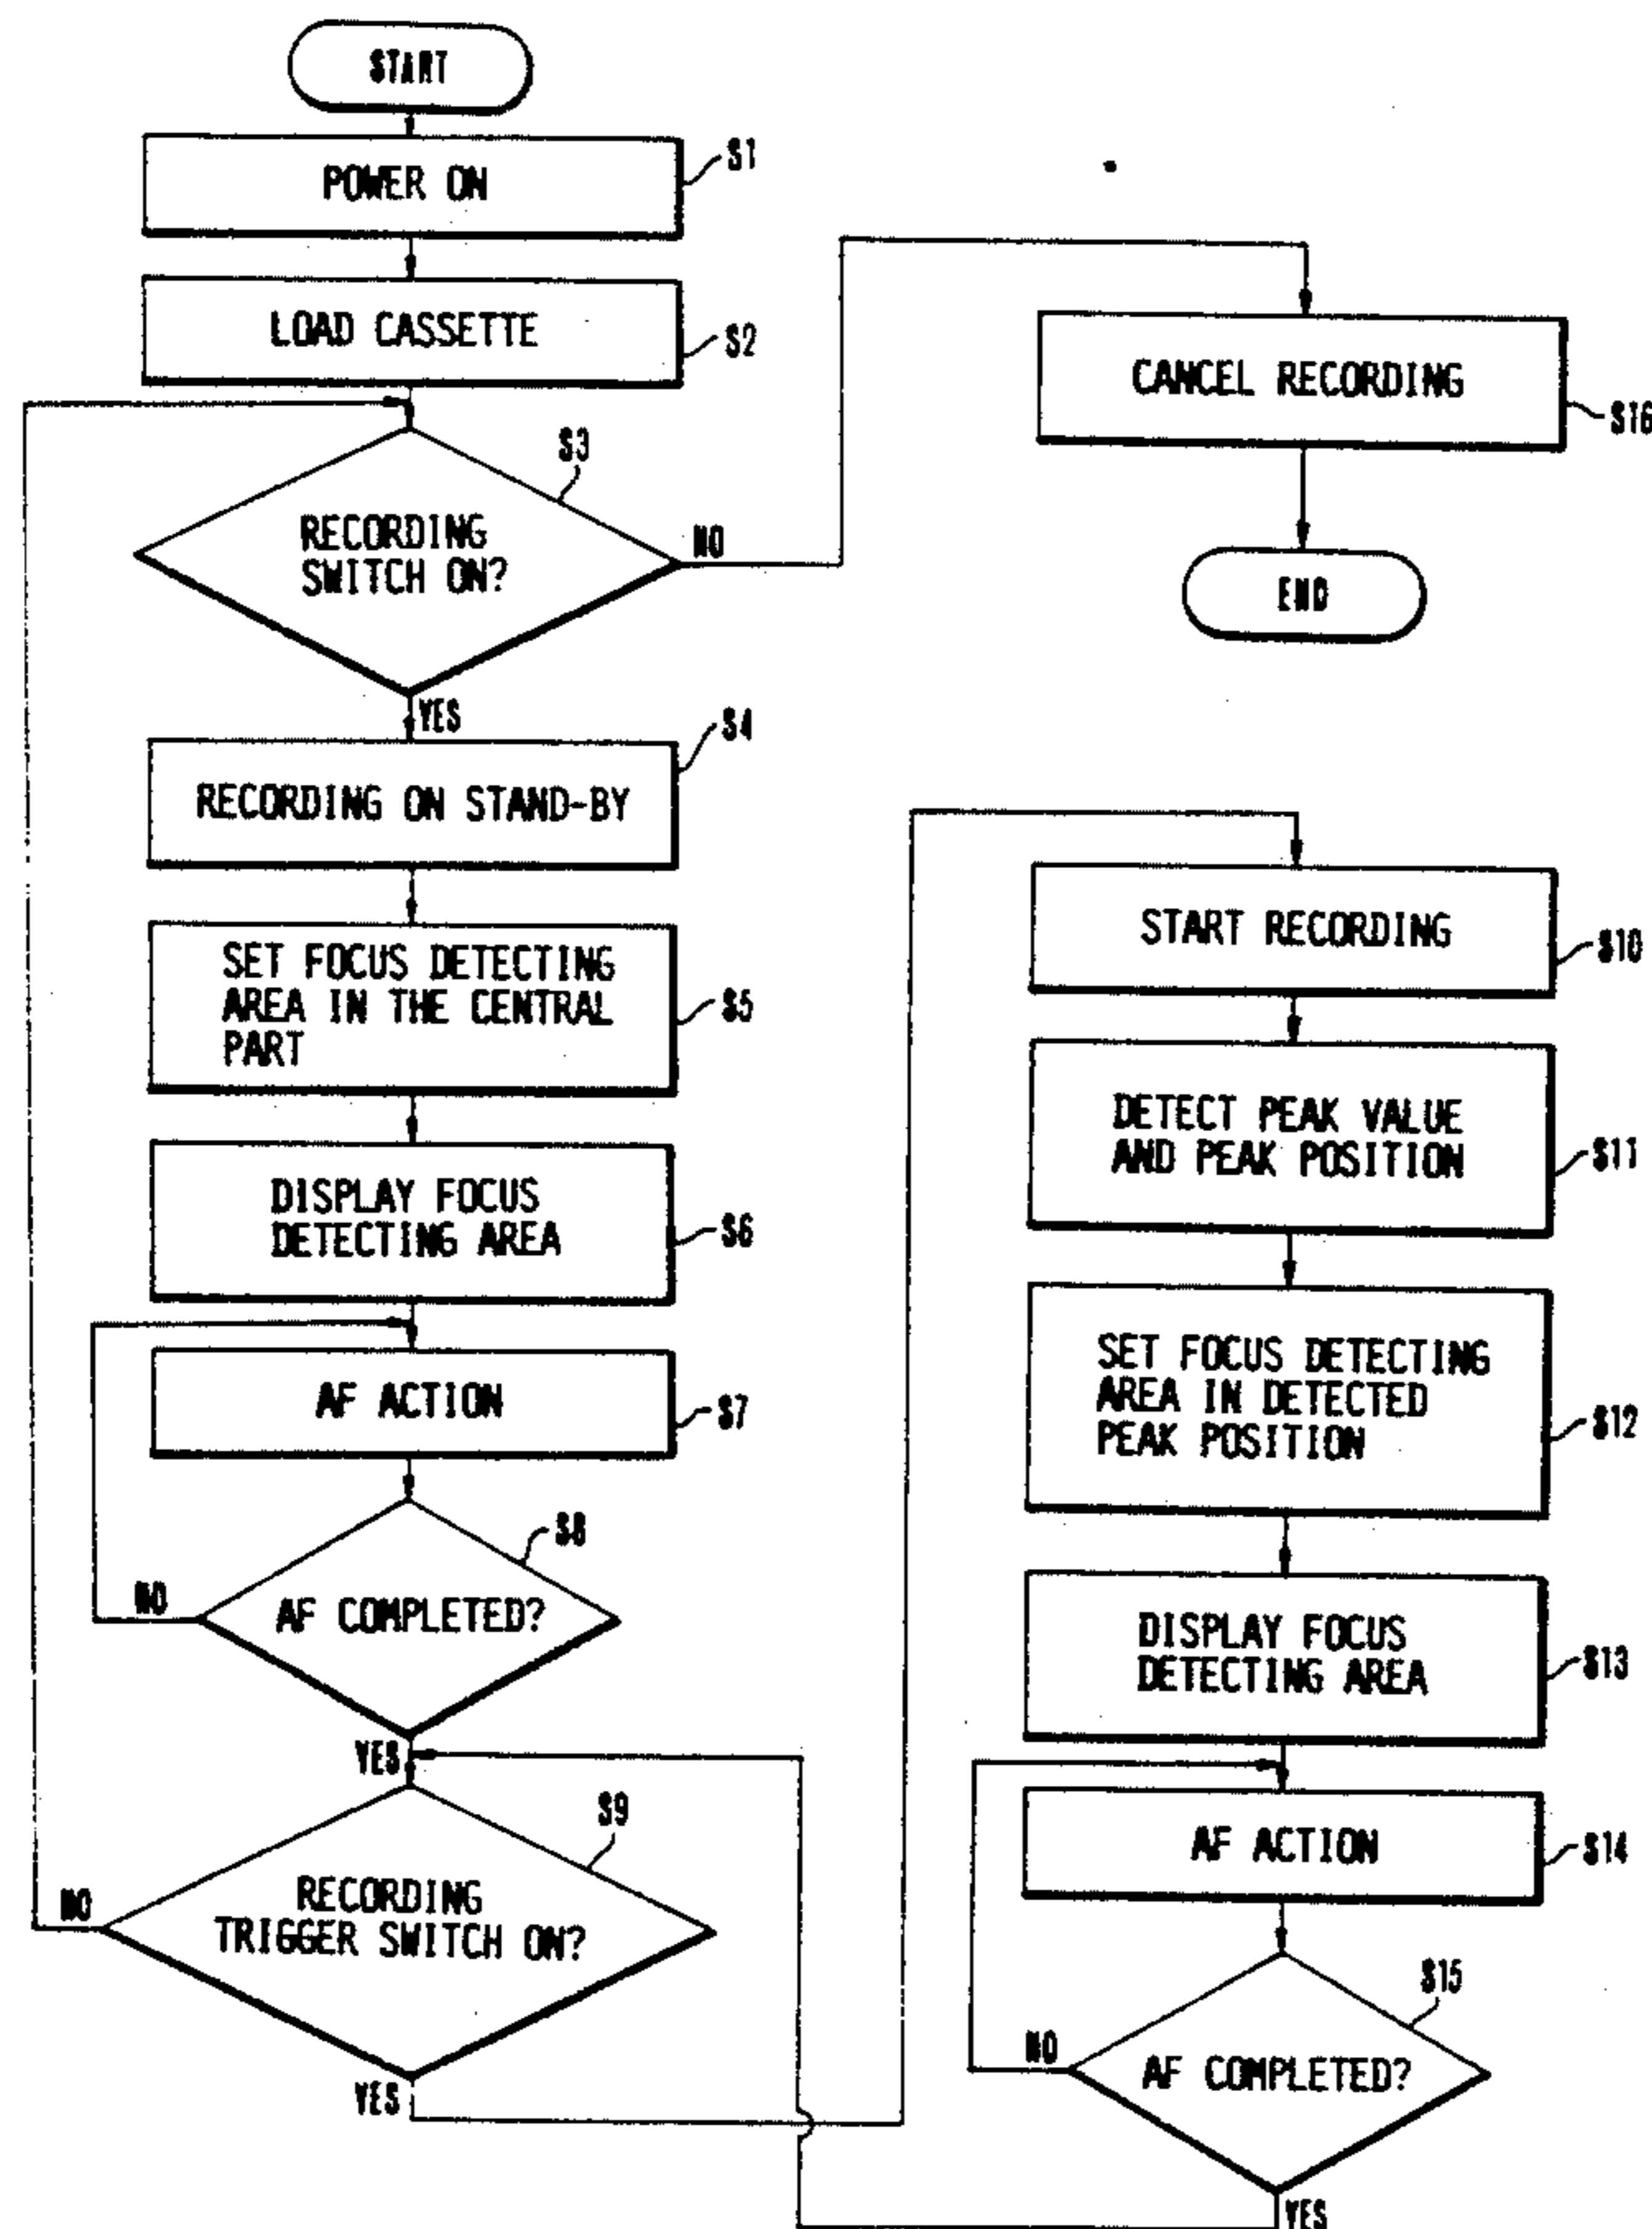 START
POWER ON
S1
LOAD CASSETTE
S2
S3
RECORDING
SWITCH ON?
NO
YES
CANCEL RECORDING
S16
END
S4
RECORDING ON STAND-BY
SET FOCUS DETECTING
AREA IN THE CENTRAL
PART
S5
DISPLAY FOCUS
DETECTING AREA
S6
AF ACTION
S7
S8
AF COMPLETED?
NO
YES
S9
RECORDING
TRIGGER SWITCH ON?
NO
YES
START RECORDING
S10
DETECT PEAK VALUE
AND PEAK POSITION
S11
SET FOCUS DETECTING
AREA IN DETECTED
PEAK POSITION
S12
DISPLAY FOCUS
DETECTING AREA
S13
AF ACTION
S14
S15
AF COMPLETED?
NO
YES